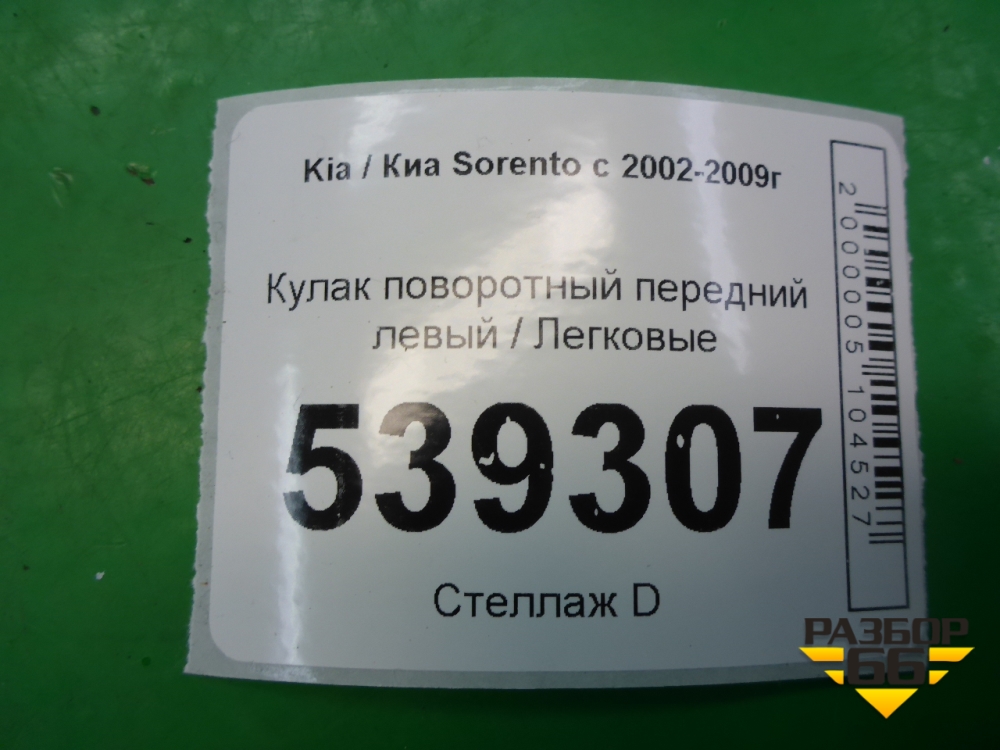 Kia / Киа Sorento с 2002-2009г
Кулак поворотный передний
левый / Легковые
539307
Стеллаж D
2000005104527
РАЗБОР
66